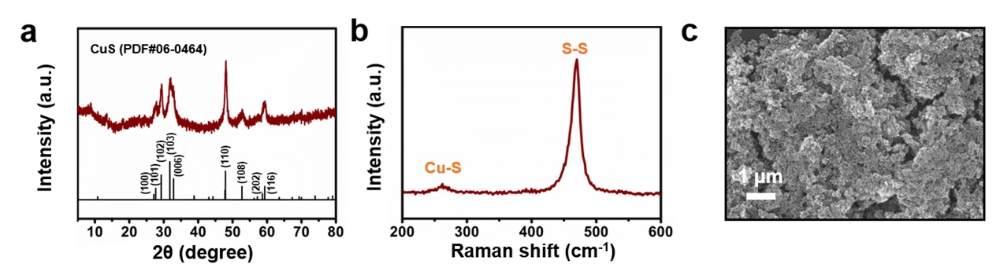 a
CuS (PDF#06-0464)
Intensity (a.u.)
(100)
(101)
(102)
(103)
(006)
(110)
(108)
(202)
(116)
10 20 30 40 50 60 70 80
2θ (degree)
b
Intensity (a.u.)
Cu-S
S-S
200 300 400 500 600
Raman shift (cm-1)
c
1 μm